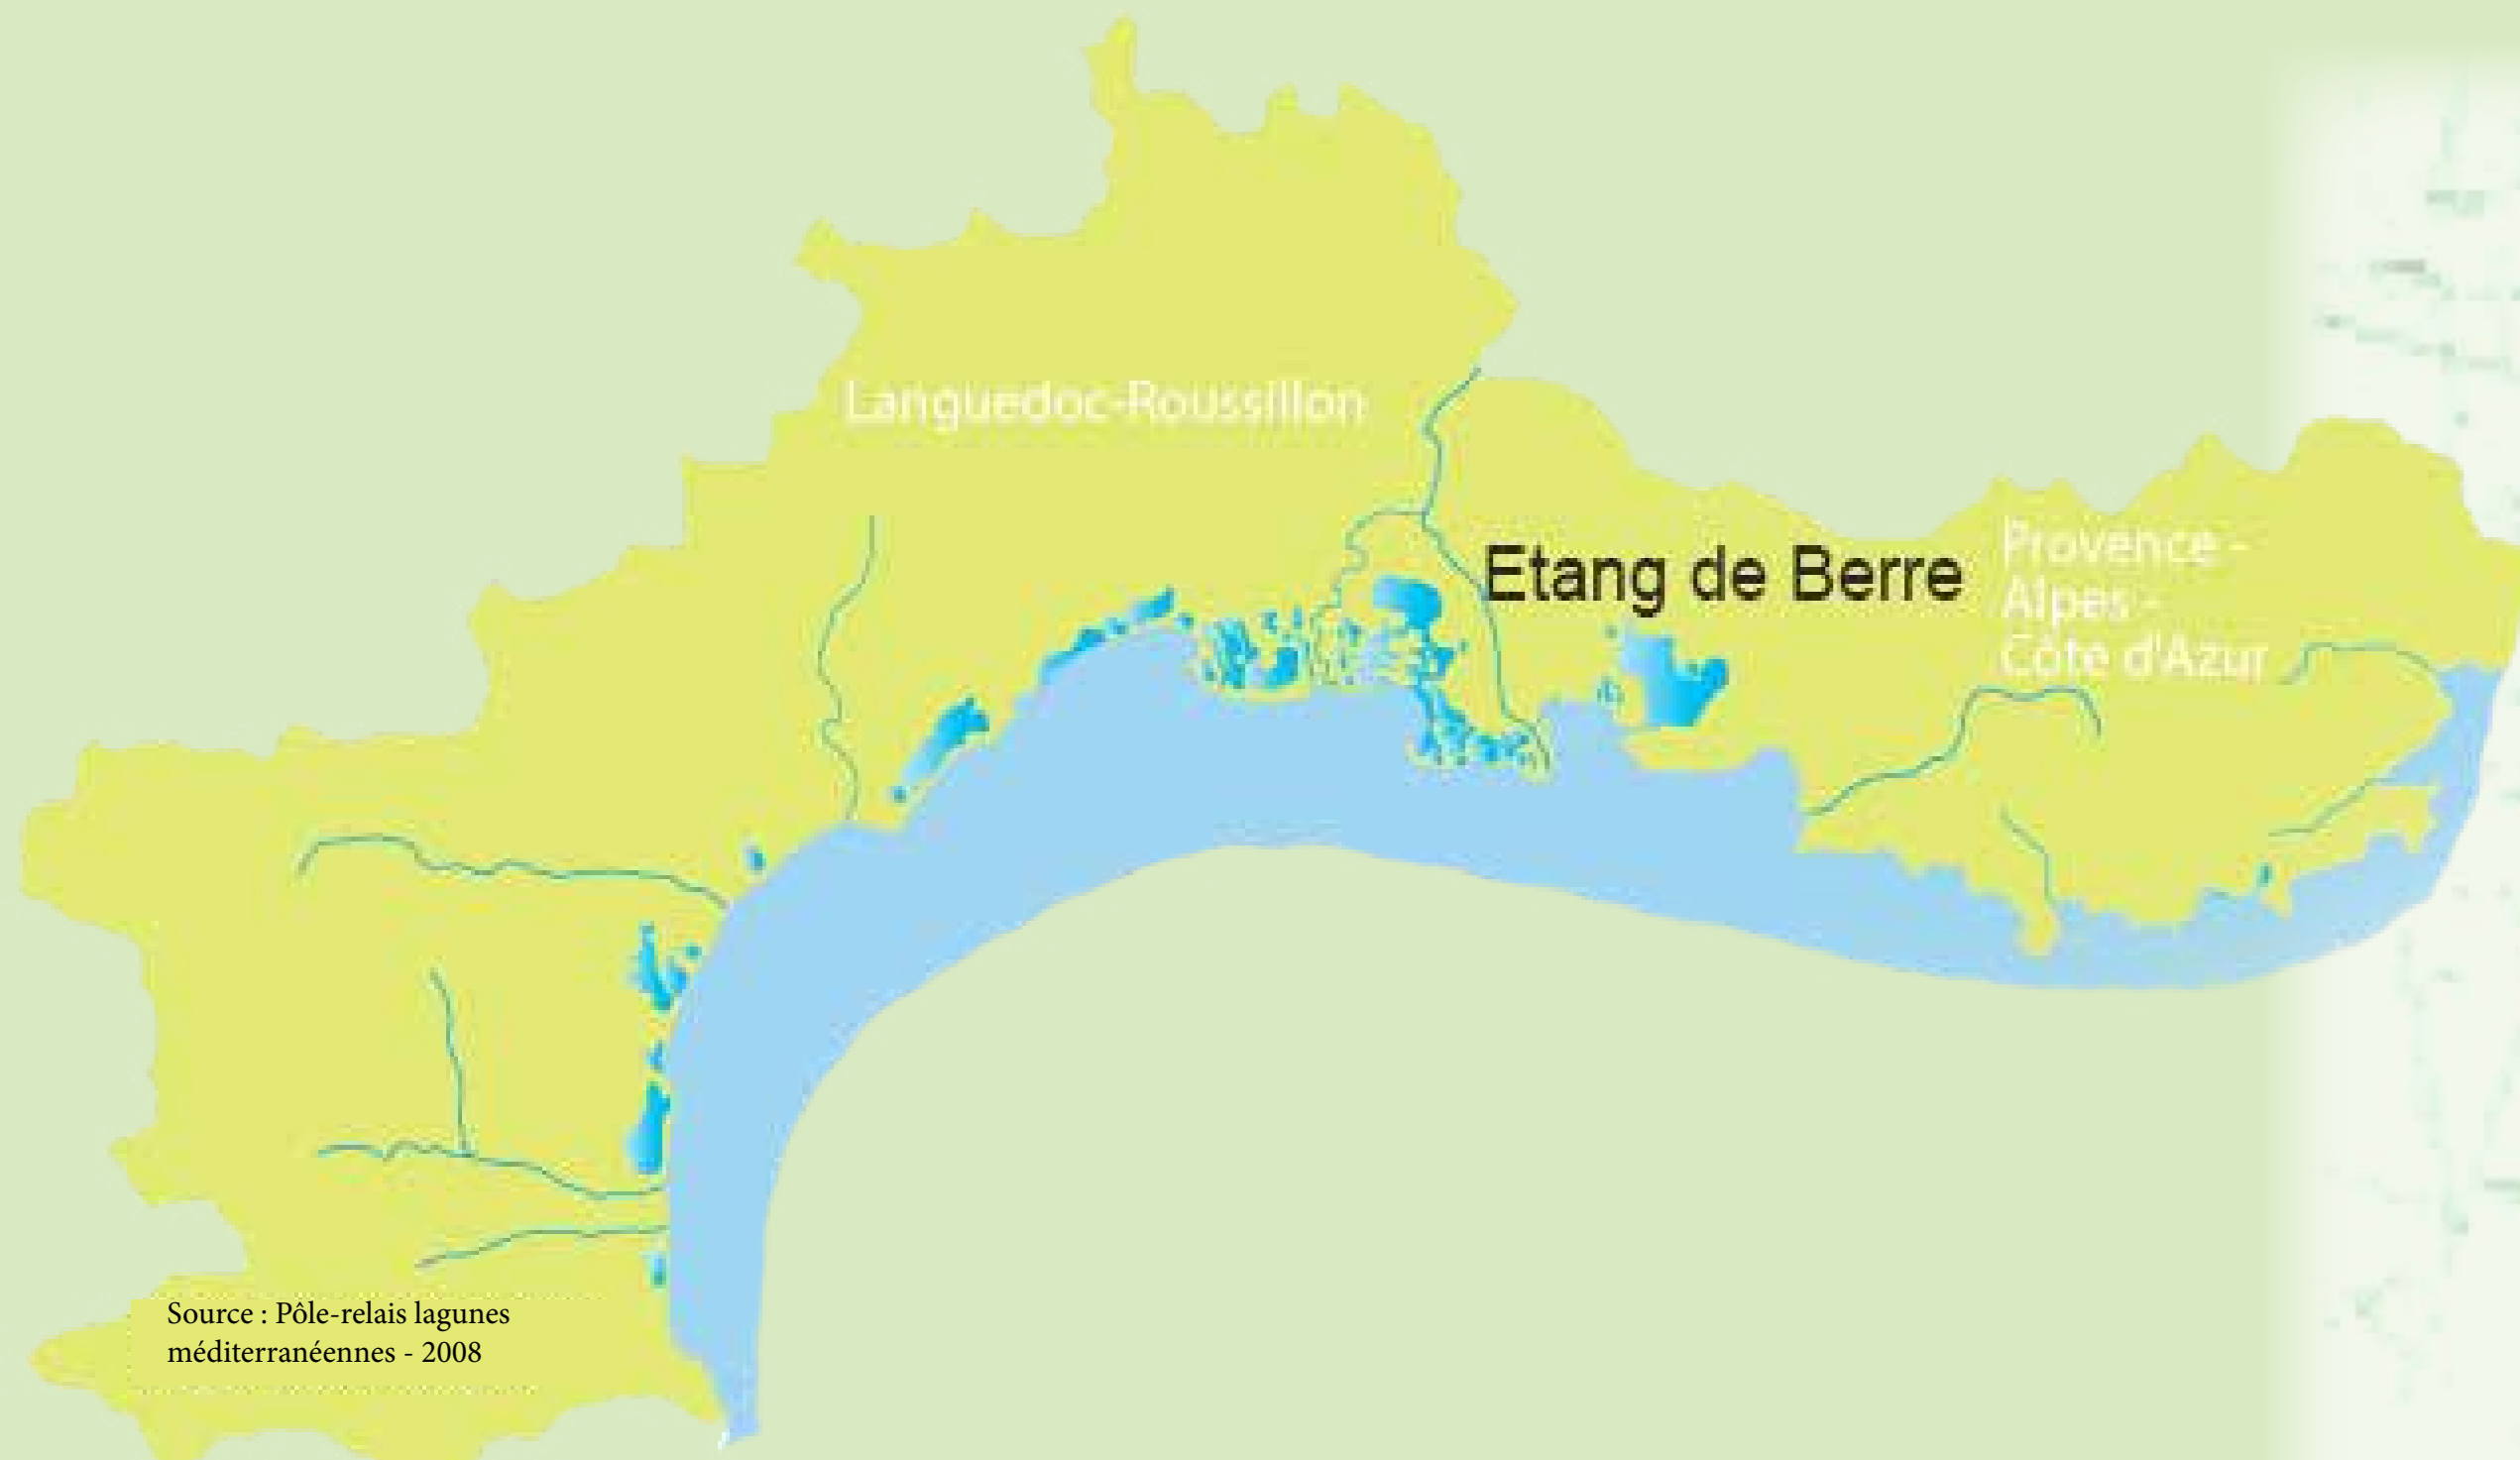 Languedoc-Roussillon
Etang de Berre
Provence -
Alpes -
Côte d'Azur
Source : Pôle-relais lagunes
méditerranéennes - 2008